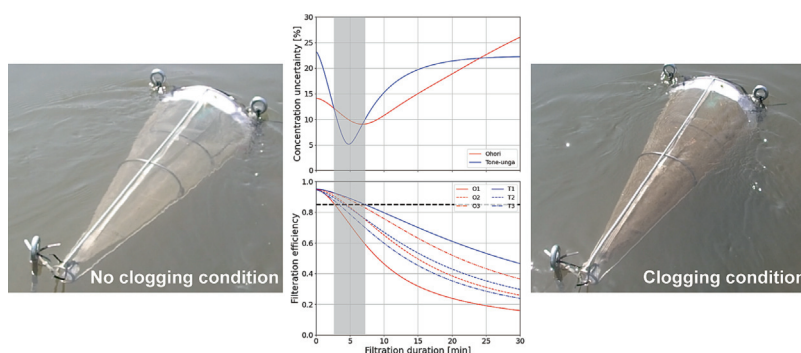 No clogging condition
Concentration uncertainty [%]
30
25
20
15
10
5
0
Ohori
Tone-unga
Filteration efficiency
1.0
0.8
0.6
0.4
0.2
0.0
O1 T1
O2 T2
O3 T3
0 5 10 15 20 25 30
Filtration duration [min]
Clogging condition